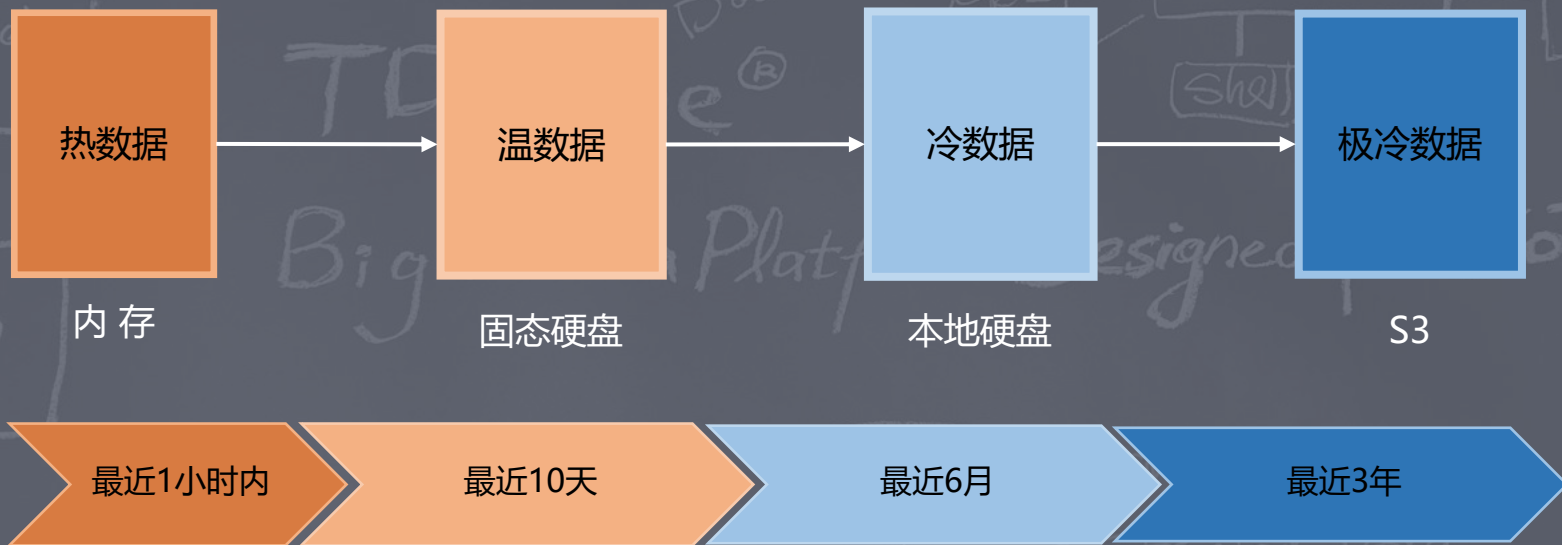 热数据
温数据
冷数据
极冷数据
内 存
固态硬盘
本地硬盘
S3
最近1小时内
最近10天
最近6月
最近3年
Big
Shell